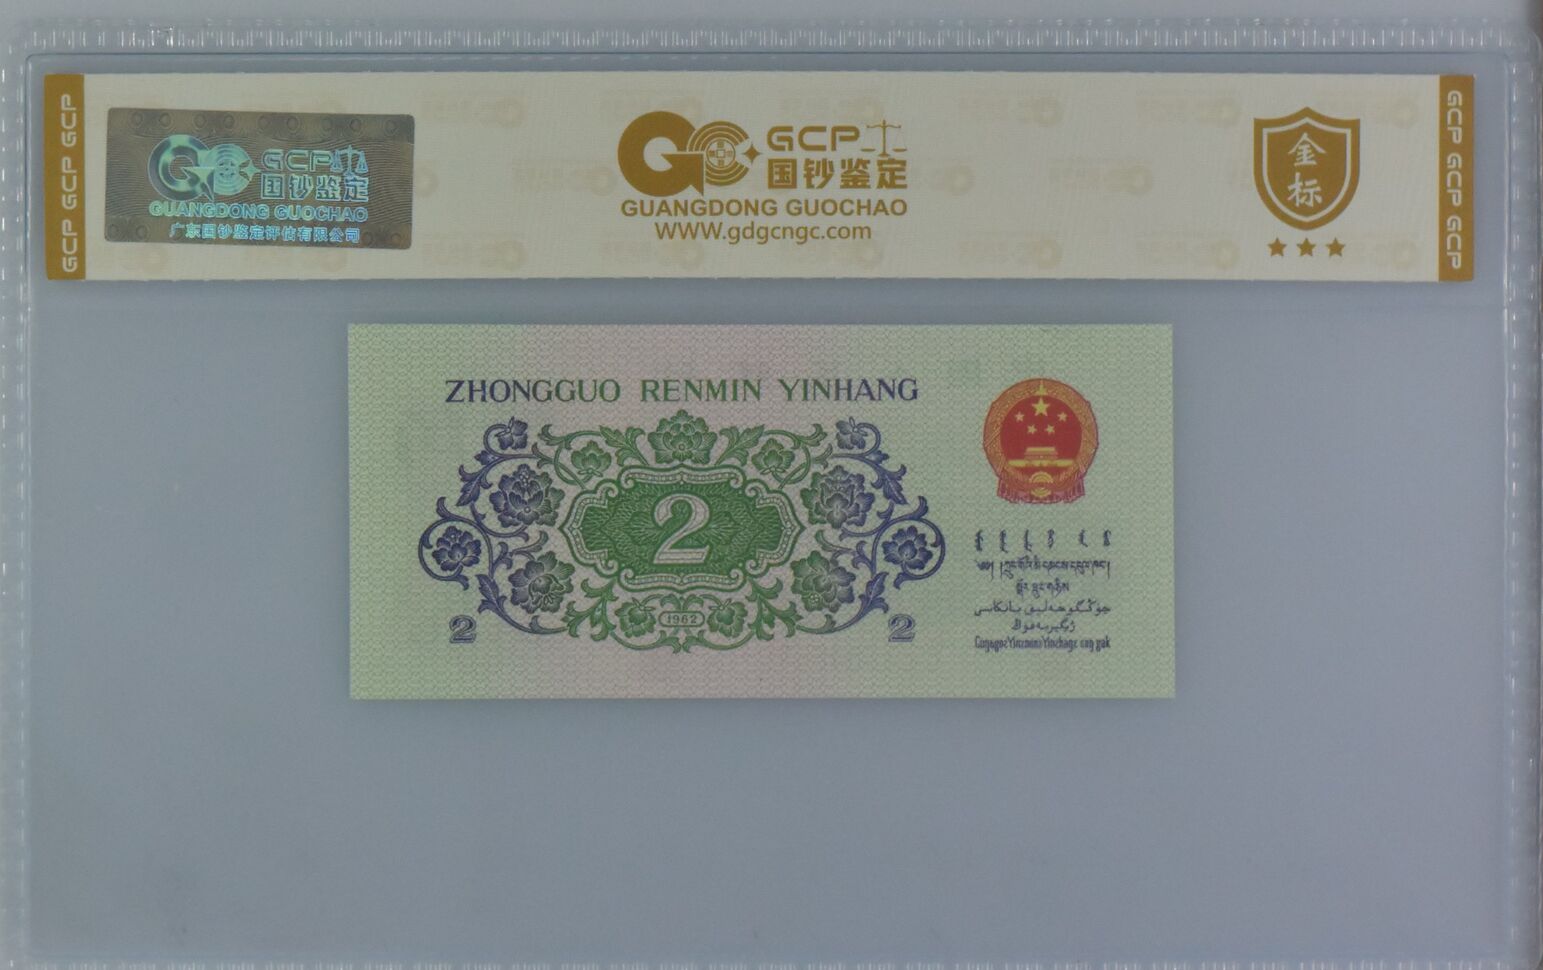 GCP GCP GCP
GCP
国钞鉴定
GUANGDONG GUOCHAO
广东国钞鉴定评估有限公司
GCP
国钞鉴定
GUANGDONG GUOCHAO
WWW.gdgcngc.com
金
标
GCP GCP GCP
ZHONGGUO RENMIN YINHANG
2
1962
2
2